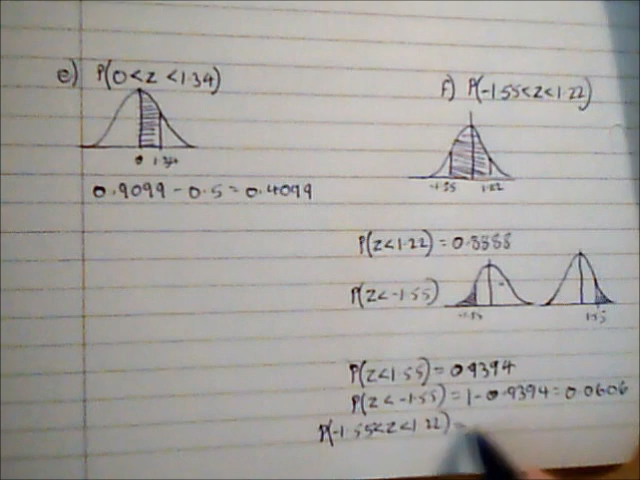 e) P(0<z<1.34)
0 1.34
0.9099 - 0.5 = 0.4099
f) P(-1.55<z<1.22)
-1.55 1.22
P(z<1.22) = 0.8888
P(z<-1.55)
-1.55 1.55
P(z<1.55) = 0.9394
P(z<-1.55) = 1-0.9394 = 0.0606
P(-1.55<z<1.22) =